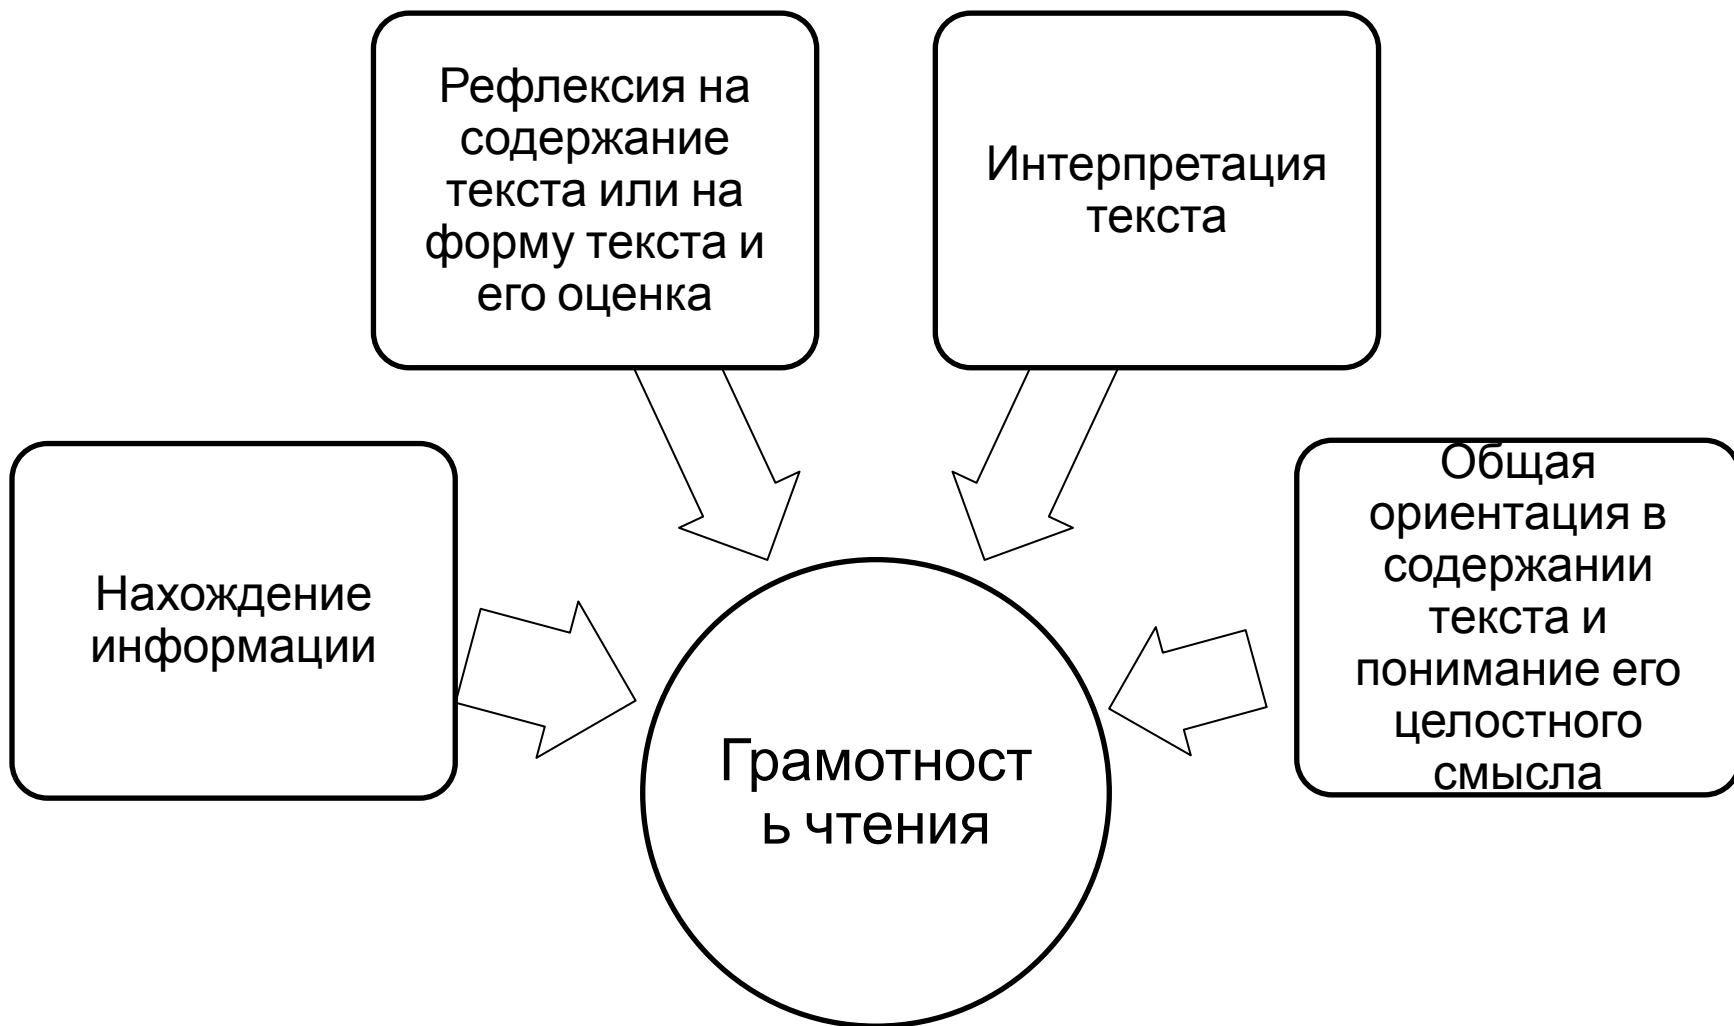 Рефлексия на
содержание
текста или на
форму текста и
его оценка
Интерпретация
текста
Нахождение
информации
Общая
ориентация в
содержании
текста и
понимание его
целостного
смысла
Грамотност
ь чтения